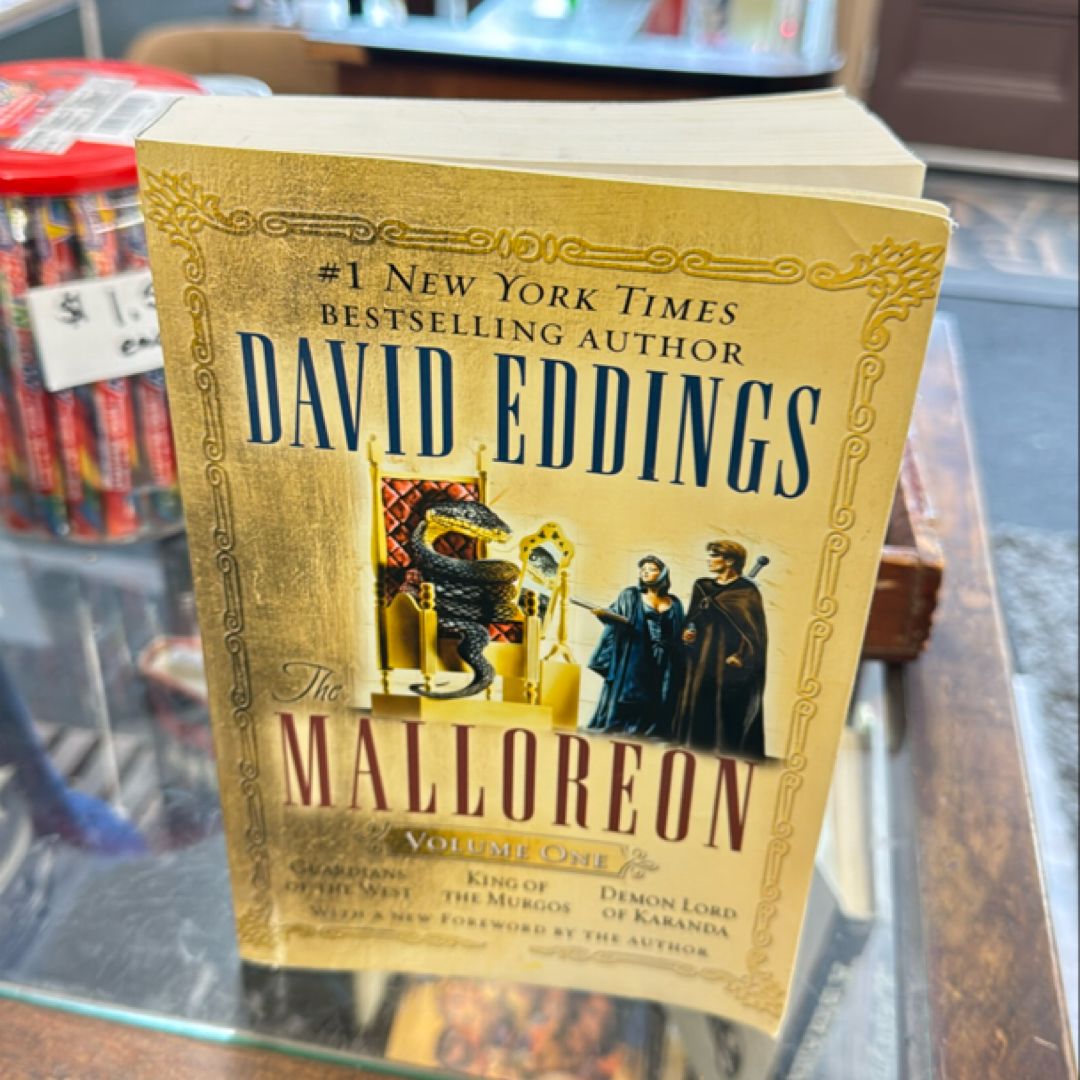 #1 New York Times
BESTSELLING AUTHOR
DAVID EDDINGS
The
MALLOREON
VOLUME ONE
GUARDIANS OF THE WEST
KING OF THE MURGOS
DEMON LORD OF KARANDA
WITH A NEW FOREWORD BY THE AUTHOR
$ 1.